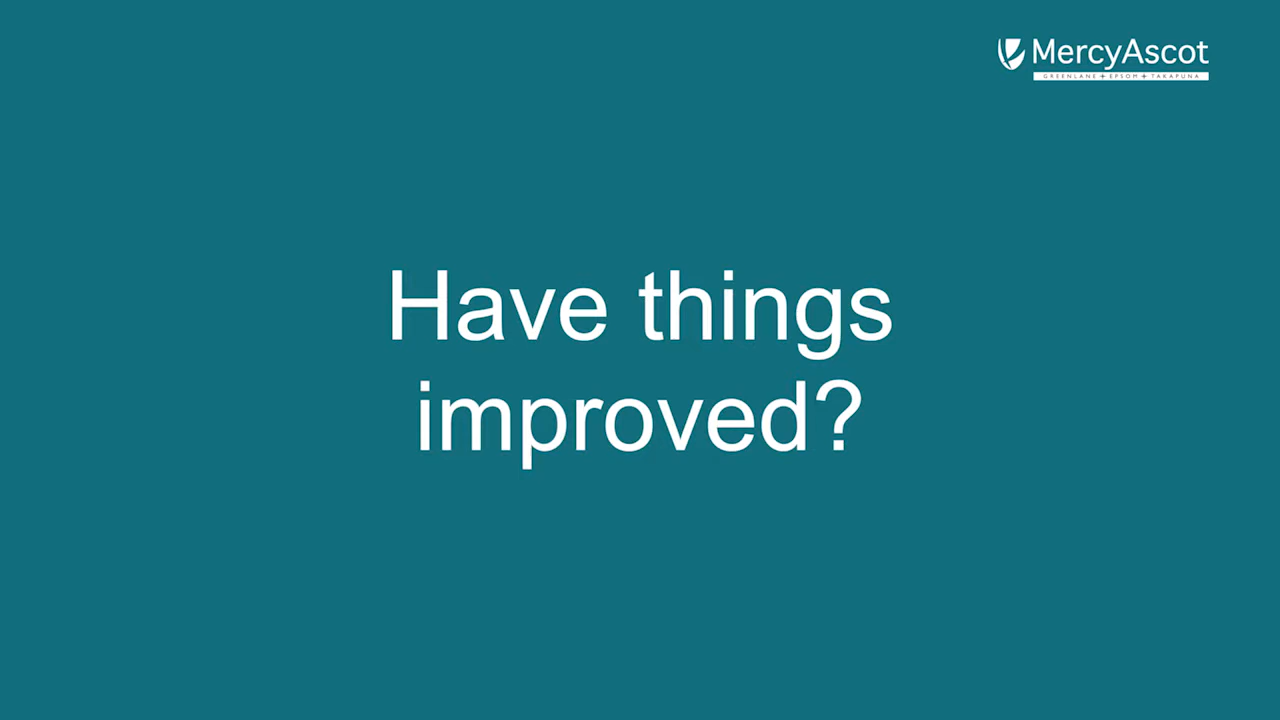 MercyAscot
GREENLANE + EPSOM + TAKAPUNA
Have things
improved?